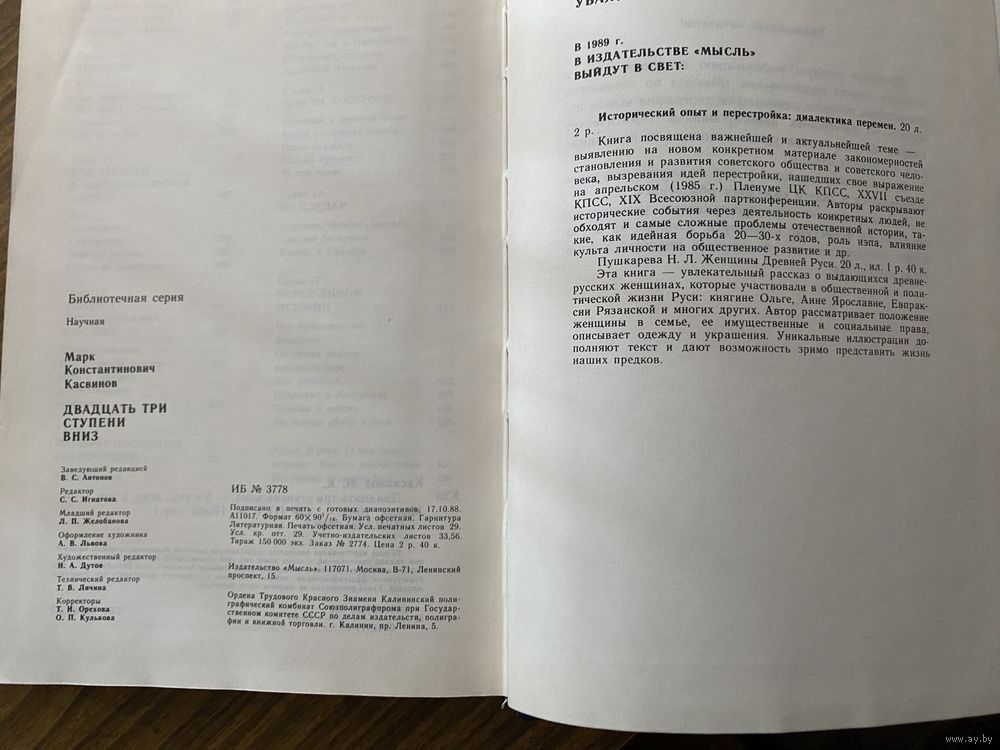 Библиотечная серия
Научная
Марк
Константинович
Касвинов
ДВАДЦАТЬ ТРИ
СТУПЕНИ
ВНИЗ
Заведующий редакцией
В. С. Антонов
Редактор
С. С. Игнатова
Младший редактор
Л. П. Желобанова
Оформление художника
А. В. Львова
Художественный редактор
И. А. Дутов
Технический редактор
Т. В. Лячина
Корректоры
Т. И. Орехова
О. П. Кулькова
ИБ № 3778
Подписано в печать с готовых диапозитивов, 17.10.88.
А11017. Формат 60×90¹/₁₆. Бумага офсетная. Гарнитура
Литературная. Печать офсетная. Усл. печатных листов 29.
Усл. кр. отт. 29. Учетно-издательских листов 33,56.
Тираж 150 000 экз. Заказ № 2774. Цена 2 р. 40 к.
Издательство «Мысль». 117071. Москва, В-71, Ленинский
проспект, 15.
Ордена Трудового Красного Знамени Калининский поли-
графический комбинат Союзполиграфпрома при Государ-
ственном комитете СССР по делам издательств, полигра-
фии и книжной торговли. г. Калинин, пр. Ленина, 5.
В 1989 г.
В ИЗДАТЕЛЬСТВЕ «МЫСЛЬ»
ВЫЙДУТ В СВЕТ:
Исторический опыт и перестройка: диалектика перемен. 20 л.
2 р.
Книга посвящена важнейшей и актуальнейшей теме —
выявлению на новом конкретном материале закономерностей
становления и развития советского общества и советского чело-
века, вызревания идей перестройки, нашедших свое выражение
на апрельском (1985 г.) Пленуме ЦК КПСС, XXVII съезде
КПСС, XIX Всесоюзной партконференции. Авторы раскрывают
исторические события через деятельность конкретных людей, не
обходят и самые сложные проблемы отечественной истории, та-
кие, как идейная борьба 20—30-х годов, роль нэпа, влияние
культа личности на общественное развитие и др.
Пушкарева Н. Л. Женщины Древней Руси. 20 л., ил. 1 р. 40 к.
Эта книга — увлекательный рассказ о выдающихся древне-
русских женщинах, которые участвовали в общественной и поли-
тической жизни Руси: княгине Ольге, Анне Ярославне, Евпрак-
сии Рязанской и многих других. Автор рассматривает положение
женщины в семье, ее имущественные и социальные права,
описывает одежду и украшения. Уникальные иллюстрации до-
полняют текст и дают возможность зримо представить жизнь
наших предков.
www.ay.by